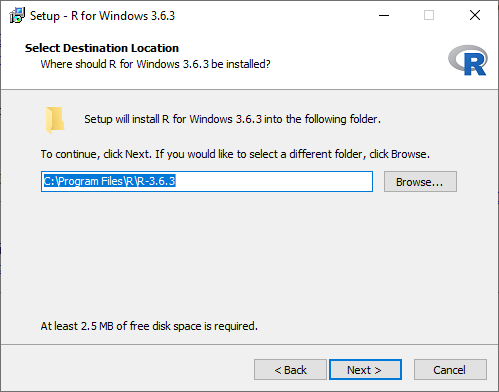 Setup - R for Windows 3.6.3
Select Destination Location
Where should R for Windows 3.6.3 be installed?
R
Setup will install R for Windows 3.6.3 into the following folder.
To continue, click Next. If you would like to select a different folder, click Browse.
C:\Program Files\R\R-3.6.3
Browse...
At least 2.5 MB of free disk space is required.
< Back
Next >
Cancel